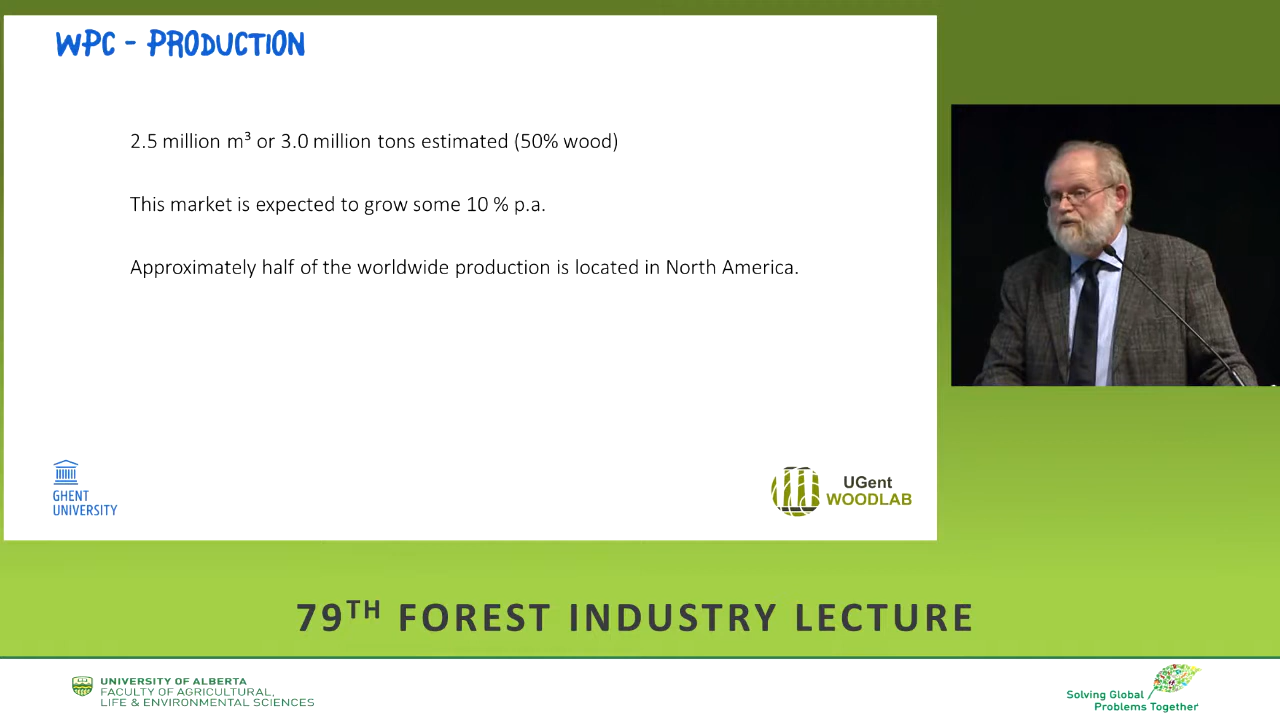 WPC - PRODUCTION
2.5 million m³ or 3.0 million tons estimated (50% wood)
This market is expected to grow some 10 % p.a.
Approximately half of the worldwide production is located in North America.
GHENT
UNIVERSITY
UGent
WOODLAB
79TH FOREST INDUSTRY LECTURE
UNIVERSITY OF ALBERTA
FACULTY OF AGRICULTURAL,
LIFE & ENVIRONMENTAL SCIENCES
Solving Global
Problems Together